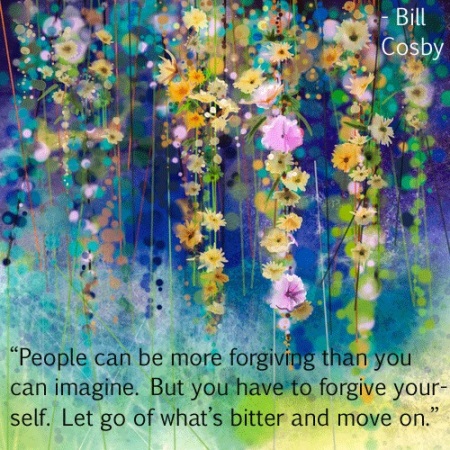 - Bill
Cosby
“People can be more forgiving than you
can imagine. But you have to forgive your-
self. Let go of what’s bitter and move on.”